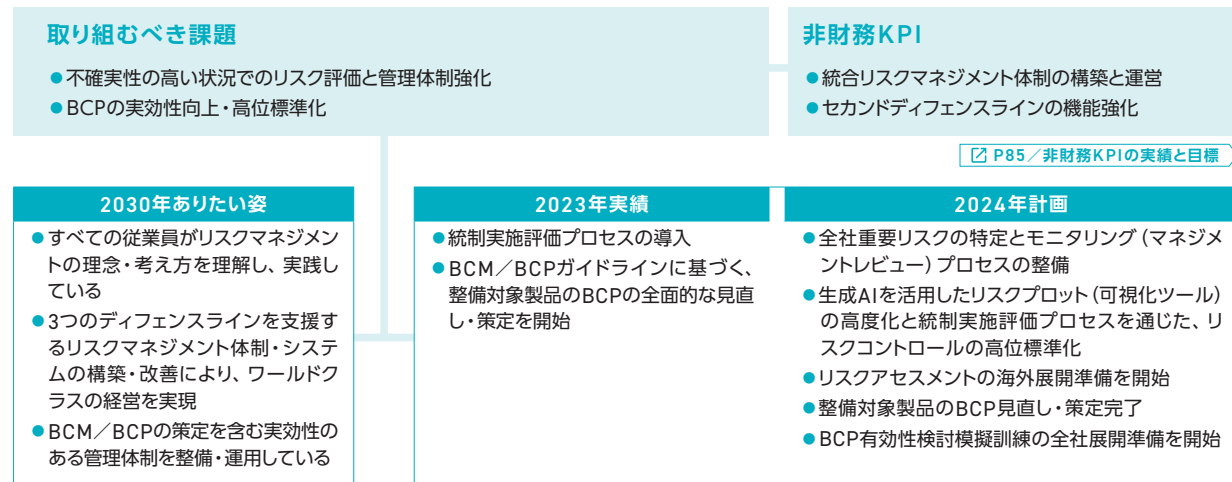 取り組むべき課題
●不確実性の高い状況でのリスク評価と管理体制強化
●BCPの実効性向上・高位標準化
非財務KPI
●統合リスクマネジメント体制の構築と運営
●セカンドディフェンスラインの機能強化
P85／非財務KPIの実績と目標
2030年ありたい姿
●すべての従業員がリスクマネジメン
トの理念・考え方を理解し、実践し
ている
●3つのディフェンスラインを支援す
るリスクマネジメント体制・システ
ムの構築・改善により、ワールドク
ラスの経営を実現
●BCM／BCPの策定を含む実効性の
ある管理体制を整備・運用している
2023年実績
●統制実施評価プロセスの導入
●BCM／BCPガイドラインに基づく、
整備対象製品のBCPの全面的な見直
し・策定を開始
2024年計画
●全社重要リスクの特定とモニタリング（マネジメ
ントレビュー）プロセスの整備
●生成AIを活用したリスクプロット（可視化ツール）
の高度化と統制実施評価プロセスを通じた、リ
スクコントロールの高位標準化
●リスクアセスメントの海外展開準備を開始
●整備対象製品のBCP見直し・策定完了
●BCP有効性検討模擬訓練の全社展開準備を開始